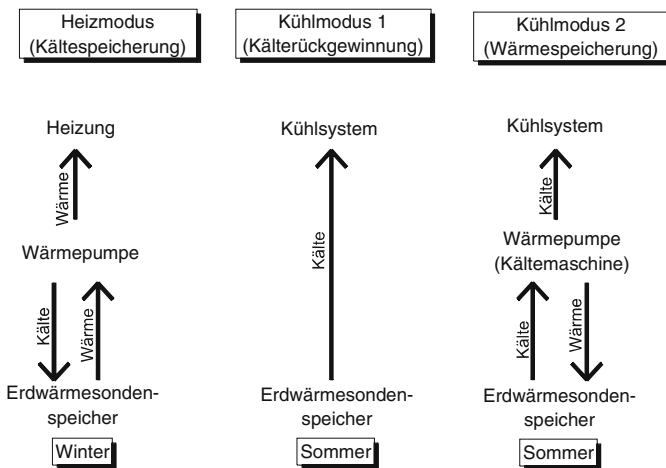 Heizmodus
(Kältespeicherung)
Heizung
Wärme
Wärmepumpe
Kälte
Wärme
Erdwärmesonden-
speicher
Winter
Kühlmodus 1
(Kälterückgewinnung)
Kühlsystem
Kälte
Erdwärmesonden-
speicher
Sommer
Kühlmodus 2
(Wärmespeicherung)
Kühlsystem
Kälte
Wärmepumpe
(Kältemaschine)
Kälte
Wärme
Erdwärmesonden-
speicher
Sommer